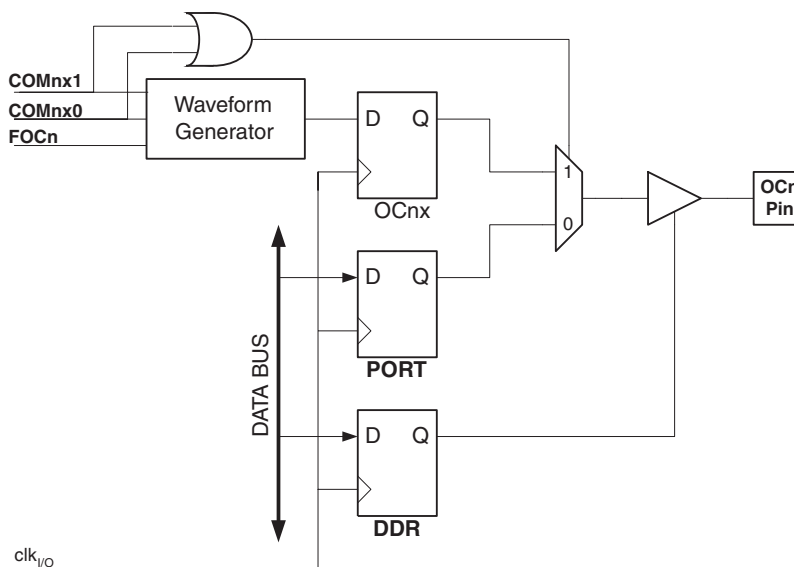 COMnx1
COMnx0
FOCn
Waveform
Generator
D Q
OCnx
1
0
OCn
Pin
D Q
PORT
D Q
DDR
DATA BUS
clkI/O